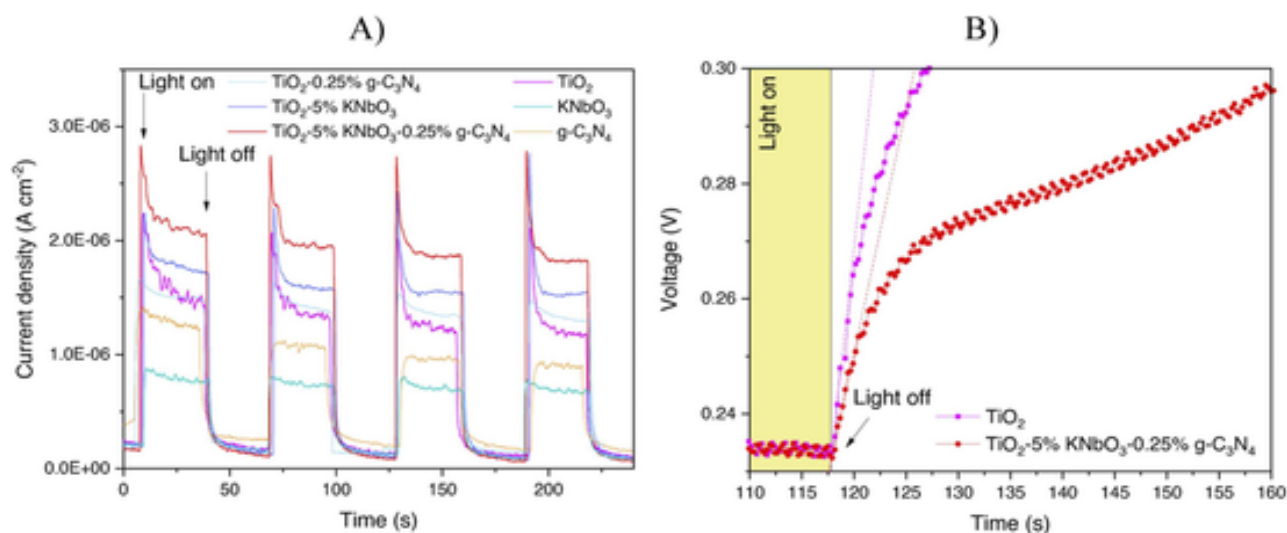 A)
Light on
Light off
TiO₂-0.25% g-C₃N₄
TiO₂-5% KNbO₃
TiO₂-5% KNbO₃-0.25% g-C₃N₄
TiO₂
KNbO₃
g-C₃N₄
Current density (A cm⁻²)
3.0E-06
2.0E-06
1.0E-06
0.0E+00
0
50
100
150
200
Time (s)
B)
Light on
Light off
TiO₂
TiO₂-5% KNbO₃-0.25% g-C₃N₄
Voltage (V)
0.30
0.28
0.26
0.24
110
115
120
125
130
135
140
145
150
155
160
Time (s)